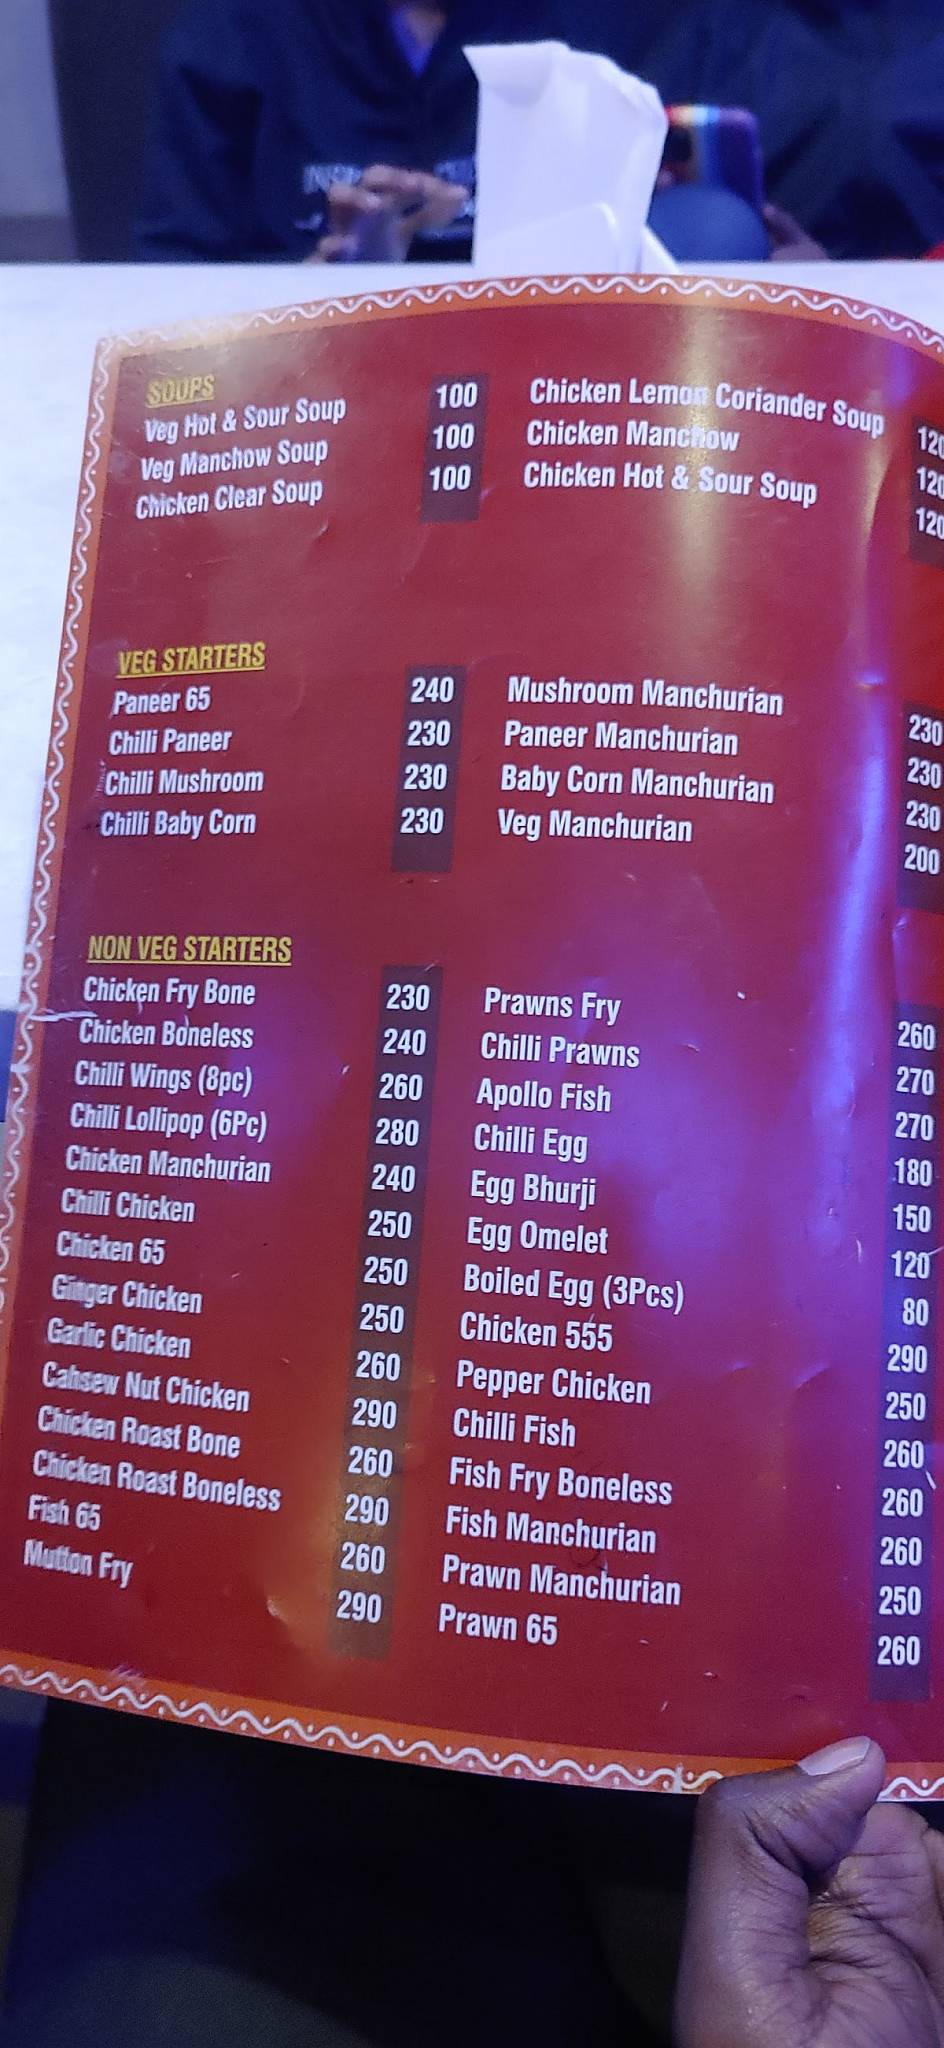 SOUPS
Veg Hot & Sour Soup 100 Chicken Lemon Coriander Soup 120
Veg Manchow Soup 100 Chicken Manchow 120
Chicken Clear Soup 100 Chicken Hot & Sour Soup 120
VEG STARTERS
Paneer 65 240 Mushroom Manchurian 230
Chilli Paneer 230 Paneer Manchurian 230
Chilli Mushroom 230 Baby Corn Manchurian 230
Chilli Baby Corn 230 Veg Manchurian 200
NON VEG STARTERS
Chicken Fry Bone 230 Prawns Fry 260
Chicken Boneless 240 Chilli Prawns 270
Chilli Wings (8pc) 260 Apollo Fish 270
Chilli Lollipop (6Pc) 280 Chilli Egg 180
Chicken Manchurian 240 Egg Bhurji 150
Chilli Chicken 250 Egg Omelet 120
Chicken 65 250 Boiled Egg (3Pcs) 80
Ginger Chicken 250 Chicken 555 290
Garlic Chicken 260 Pepper Chicken 250
Cahsew Nut Chicken 290 Chilli Fish 260
Chicken Roast Bone 260 Fish Fry Boneless 260
Chicken Roast Boneless 290 Fish Manchurian 260
Fish 65 260 Prawn Manchurian 250
Mutton Fry 290 Prawn 65 260